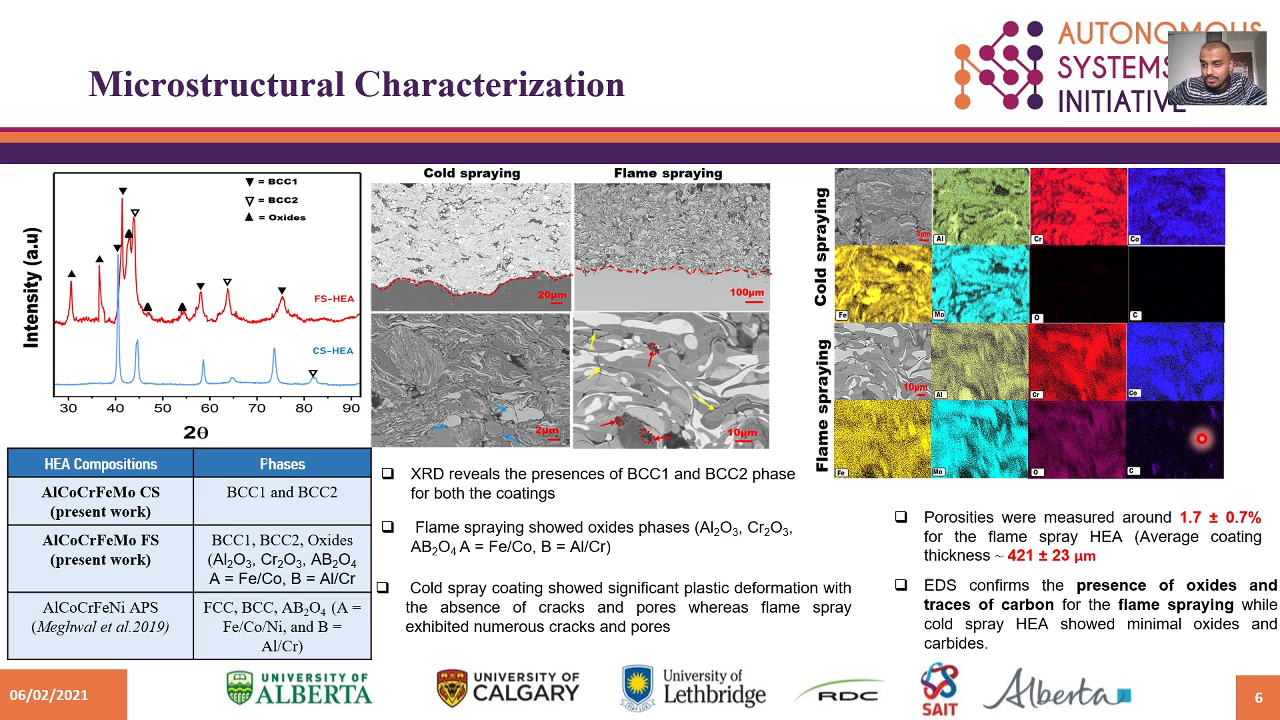 AUTONOMOUS
SYSTEMS
INITIATIVE
Microstructural Characterization
Intensity (a.u)
= BCC1
= BCC2
= Oxides
FS-HEA
CS-HEA
30 40 50 60 70 80 90
2θ
Cold spraying
Flame spraying
20µm
100µm
2µm
10µm
Cold spraying
Al
Cr
Co
Fe
Mo
O
C
Flame spraying
10µm
Al
Cr
Co
Fe
Mo
O
C
HEA Compositions Phases
AlCoCrFeMo CS
(present work)
BCC1 and BCC2
AlCoCrFeMo FS
(present work)
BCC1, BCC2, Oxides
(Al2O3, Cr2O3, AB2O4
A = Fe/Co, B = Al/Cr
AlCoCrFeNi APS
(Meghwal et al.2019)
FCC, BCC, AB2O4 (A =
Fe/Co/Ni, and B =
Al/Cr)
❑ XRD reveals the presences of BCC1 and BCC2 phase
for both the coatings
❑ Flame spraying showed oxides phases (Al2O3, Cr2O3,
AB2O4 A = Fe/Co, B = Al/Cr)
❑ Cold spray coating showed significant plastic deformation with
the absence of cracks and pores whereas flame spray
exhibited numerous cracks and pores
❑ Porosities were measured around 1.7 ± 0.7%
for the flame spray HEA (Average coating
thickness ~ 421 ± 23 µm
❑ EDS confirms the presence of oxides and
traces of carbon for the flame spraying while
cold spray HEA showed minimal oxides and
carbides.
06/02/2021
UNIVERSITY OF
ALBERTA
UNIVERSITY OF
CALGARY
University of
Lethbridge
RDC
SAIT
Alberta
6